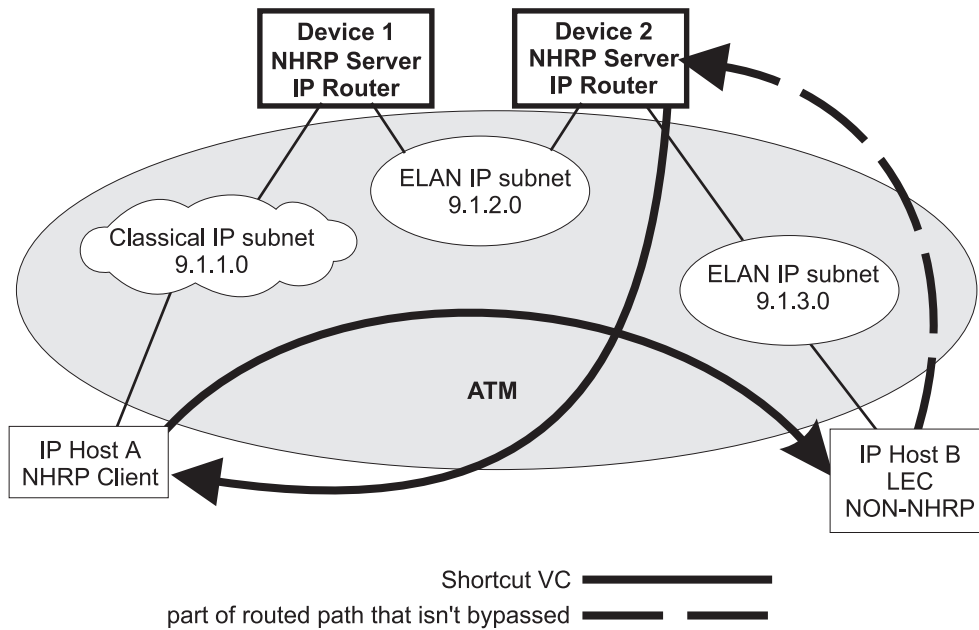 Device 1
NHRP Server
IP Router
Device 2
NHRP Server
IP Router
ELAN IP subnet
9.1.2.0
Classical IP subnet
9.1.1.0
ELAN IP subnet
9.1.3.0
ATM
IP Host A
NHRP Client
IP Host B
LEC
NON-NHRP
Shortcut VC
part of routed path that isn't bypassed